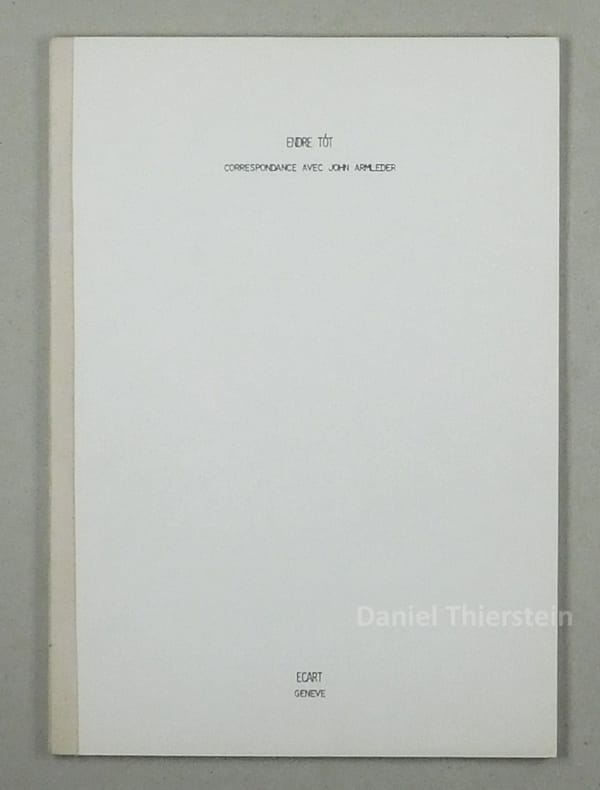 ENDRE TÓT
CORRESPONDANCE AVEC JOHN ARMLEDER
Daniel Thierstein
ECART
GENEVE